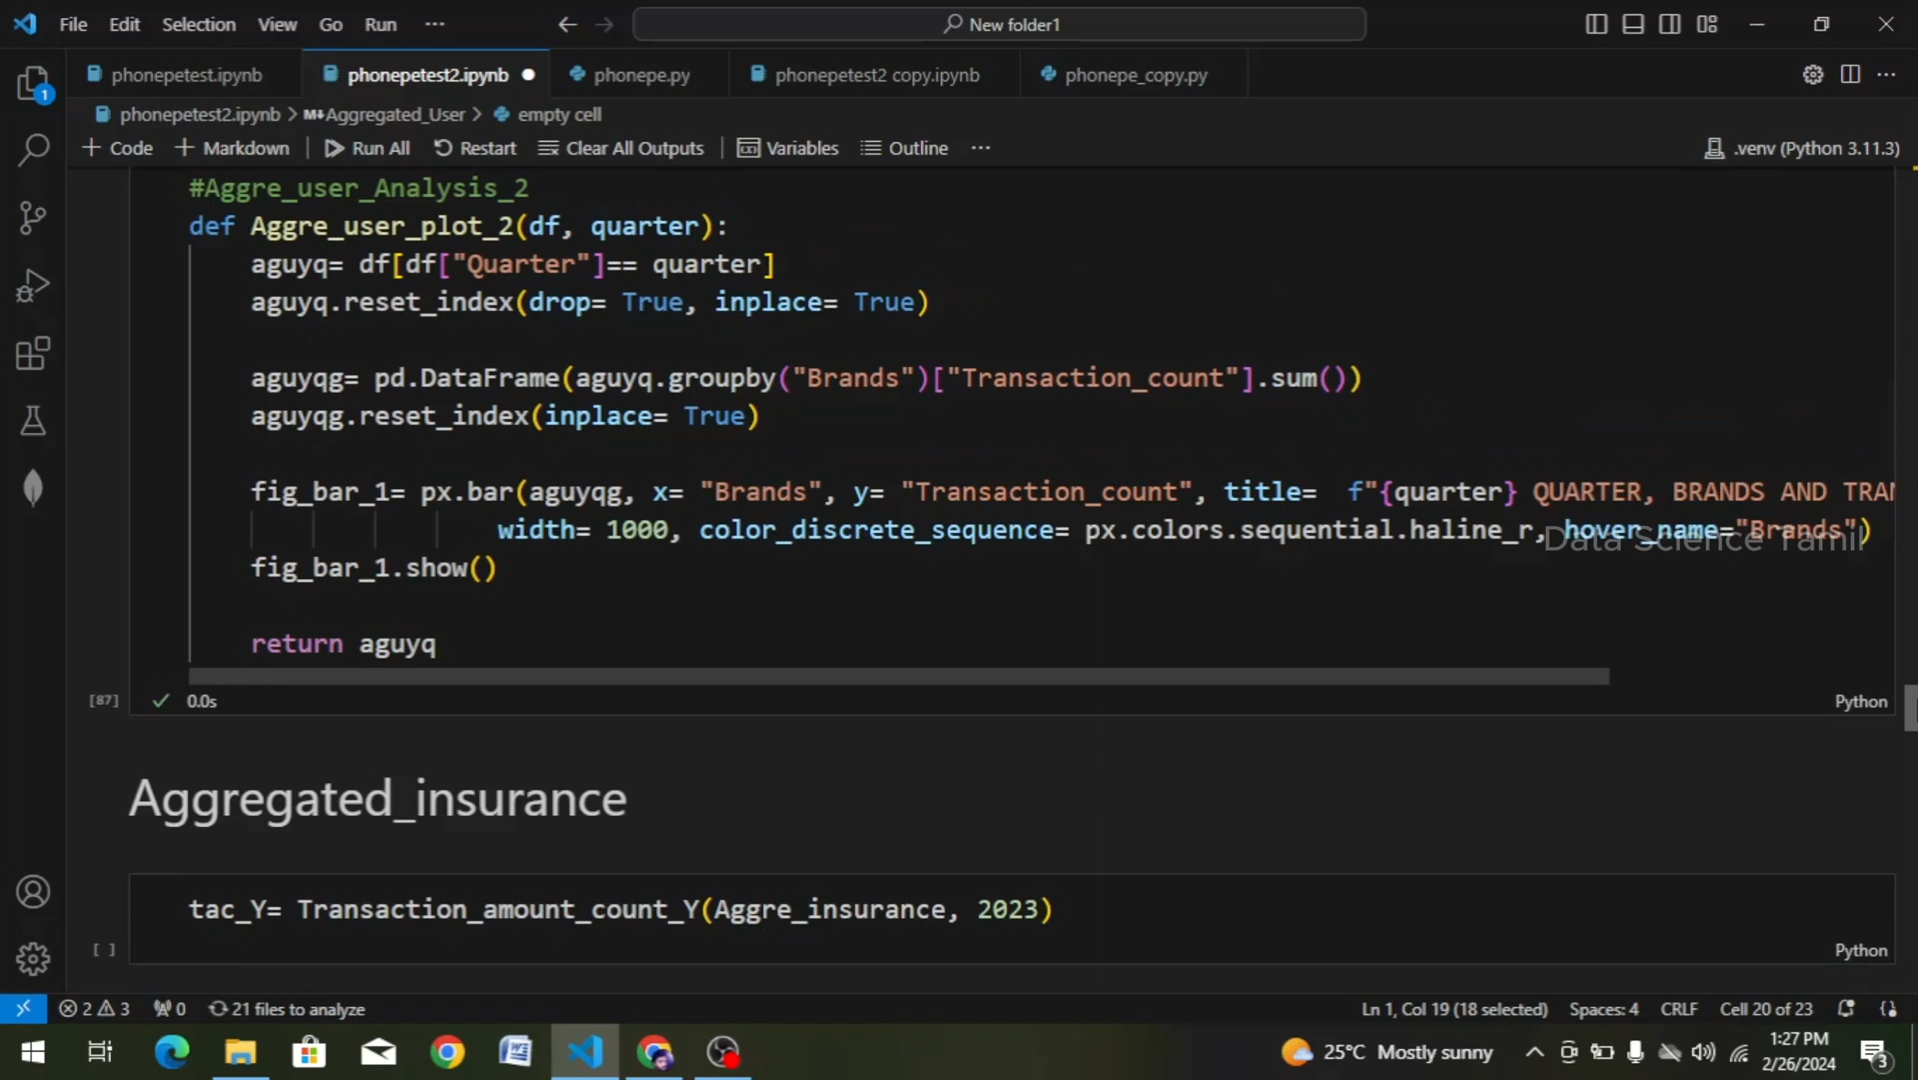 File Edit Selection View Go Run ··· New folder1
phonepetest.ipynb phonepetest2.ipynb phonepe.py phonepetest2 copy.ipynb phonepe_copy.py
1
phonepetest2.ipynb > M↓Aggregated_User > empty cell
+ Code + Markdown Run All Restart Clear All Outputs Variables Outline ··· .venv (Python 3.11.3)
#Aggre_user_Analysis_2
def Aggre_user_plot_2(df, quarter):
aguyq= df[df["Quarter"]== quarter]
aguyq.reset_index(drop= True, inplace= True)
aguyqg= pd.DataFrame(aguyq.groupby("Brands")["Transaction_count"].sum())
aguyqg.reset_index(inplace= True)
fig_bar_1= px.bar(aguyqg, x= "Brands", y= "Transaction_count", title=  f"{quarter} QUARTER, BRANDS AND TRAN
width= 1000, color_discrete_sequence= px.colors.sequential.haline_r, hover_name="Brands")
Data Science Tamil
fig_bar_1.show()
return aguyq
[87] ✓ 0.0s Python
Aggregated_insurance
tac_Y= Transaction_amount_count_Y(Aggre_insurance, 2023)
[ ] Python
2 3 0 21 files to analyze Ln 1, Col 19 (18 selected) Spaces: 4 CRLF Cell 20 of 23
25°C Mostly sunny 1:27 PM
2/26/2024 3